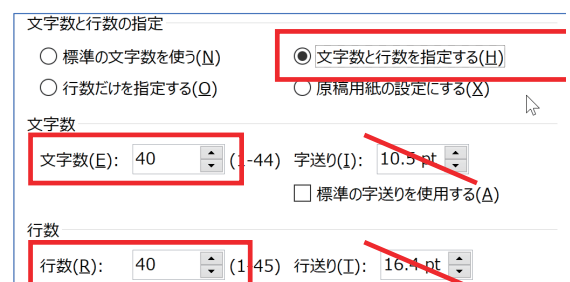 文字数と行数の指定
標準の文字数を使う(N) 文字数と行数を指定する(H)
行数だけを指定する(O) 原稿用紙の設定にする(X)
文字数
文字数(E): 40 (1-44) 字送り(I): 10.5 pt
標準の字送りを使用する(A)
行数
行数(R): 40 (1-45) 行送り(T): 16.4 pt